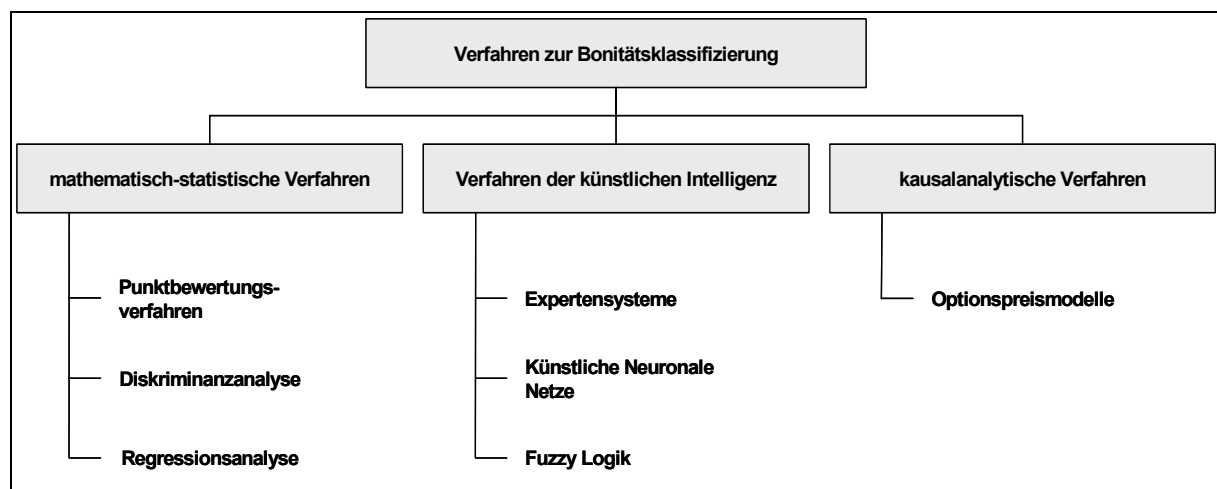 Verfahren zur Bonitätsklassifizierung
mathematisch-statistische Verfahren
Verfahren der künstlichen Intelligenz
kausalanalytische Verfahren
Punktbewertungs-
verfahren
Diskriminanzanalyse
Regressionsanalyse
Expertensysteme
Künstliche Neuronale
Netze
Fuzzy Logik
Optionspreismodelle